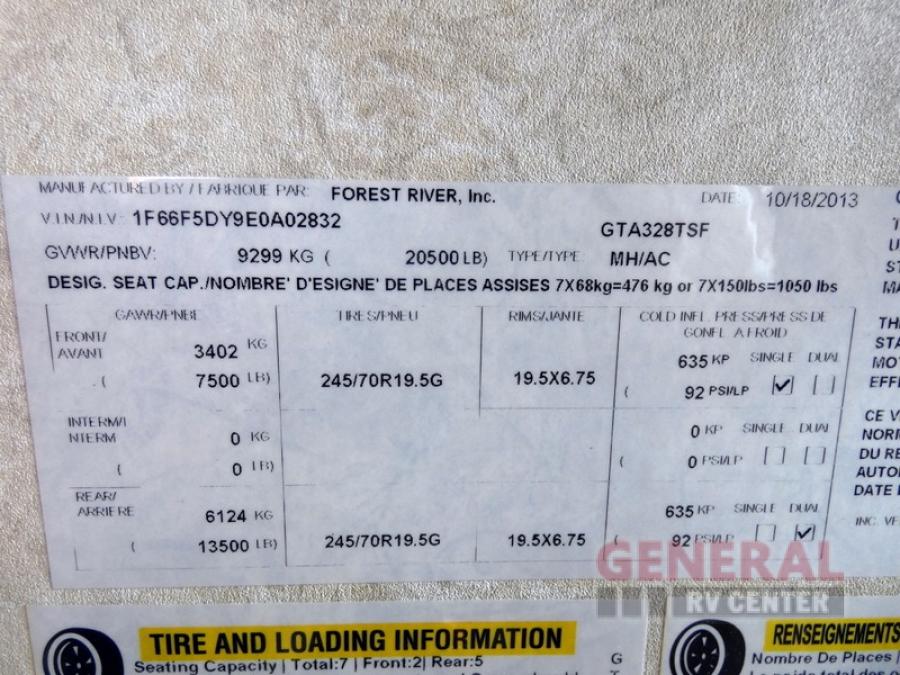 MANUFACTURED BY / FABRIQUE PAR: FOREST RIVER, Inc. DATE: 10/18/2013
V.I.N/N.I.V: 1F66F5DY9E0A02832 GTA328TSF
GVWR/PNBV: 9299 KG ( 20500 LB) TYPE/TYPE: MH/AC
DESIG. SEAT CAP./NOMBRE' D'ESIGNE' DE PLACES ASSISES 7X68kg=476 kg or 7X150lbs=1050 lbs
GAWR/PNBE TIRES/PNEU RIMS/JANTE COLD INFL. PRESS/PRESS DE
GONFL. A FROID
FRONT/
AVANT 3402 KG 635 KP SINGLE DUAL
( 7500 LB) 245/70R19.5G 19.5X6.75 ( 92 PSI/LP
INTERM/I
NTERM 0 KG 0 KP SINGLE DUAL
( 0 LB) ( 0 PSI/LP
REAR/
ARRIERE 6124 KG 635 KP SINGLE DUAL
( 13500 LB) 245/70R19.5G 19.5X6.75 ( 92 PSI/LP
THI
STA
MOT
EFFE
CE V
NORM
DU RE
AUTO
DATE
INC. VE
GENERAL
RV CENTER
TIRE AND LOADING INFORMATION
Seating Capacity | Total:7 | Front:2| Rear:5
RENSEIGNEMENTS
Nombre De Places |